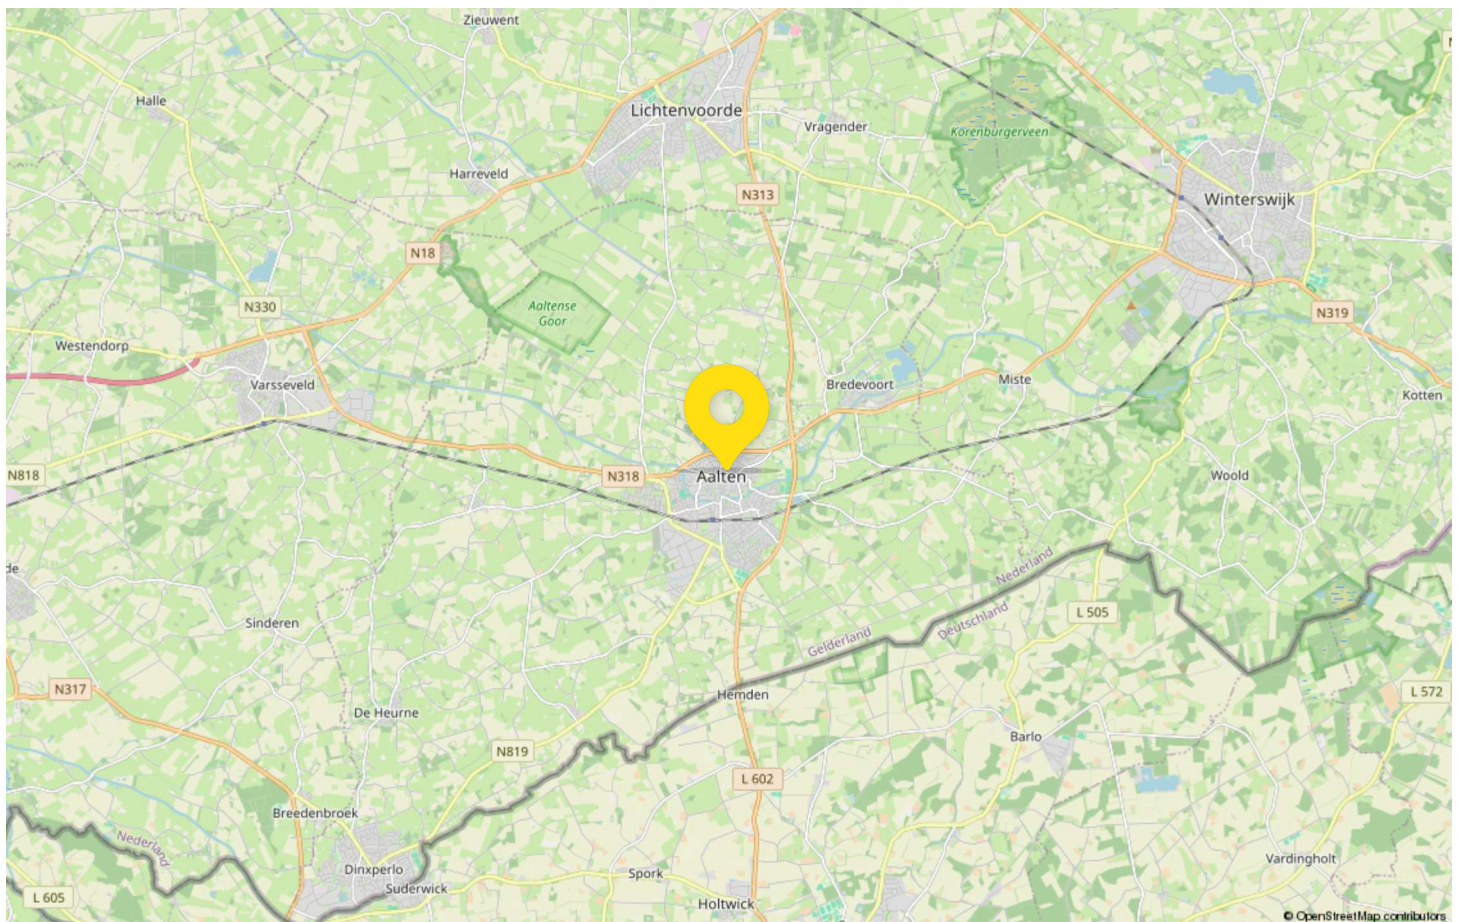 Zieuwent
Halle
Lichtenvoorde
Vragender
Korenburgerveen
Harreveld
N313
Winterswijk
N18
Aaltense
Goor
N330
N319
Westendorp
Varsseveld
Bredevoort
Miste
Kotten
N818
N318
Aalten
Woold
de
Nederland
Deutschland
Gelderland
L 505
Sinderen
N317
Hemden
L 572
De Heurne
Barlo
N819
L 602
Breedenbroek
Nederland
Dinxperlo
Vardingholt
Spork
Suderwick
L 605
Holtwick
© OpenStreetMap contributors